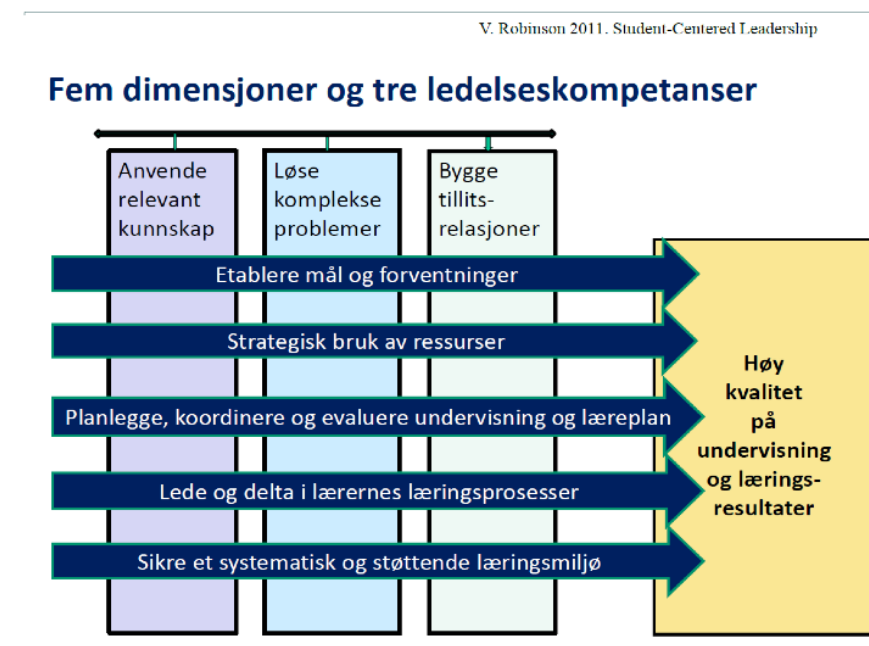 V. Robinson 2011. Student-Centered Leadership
Fem dimensjoner og tre ledelseskompetanser
Anvende
relevant
kunnskap
Løse
komplekse
problemer
Bygge
tillits-
relasjoner
Etablere mål og forventninger
Strategisk bruk av ressurser
Planlegge, koordinere og evaluere undervisning og læreplan
Lede og delta i lærernes læringsprosesser
Sikre et systematisk og støttende læringsmiljø
Høy
kvalitet
på
undervisning
og lærings-
resultater